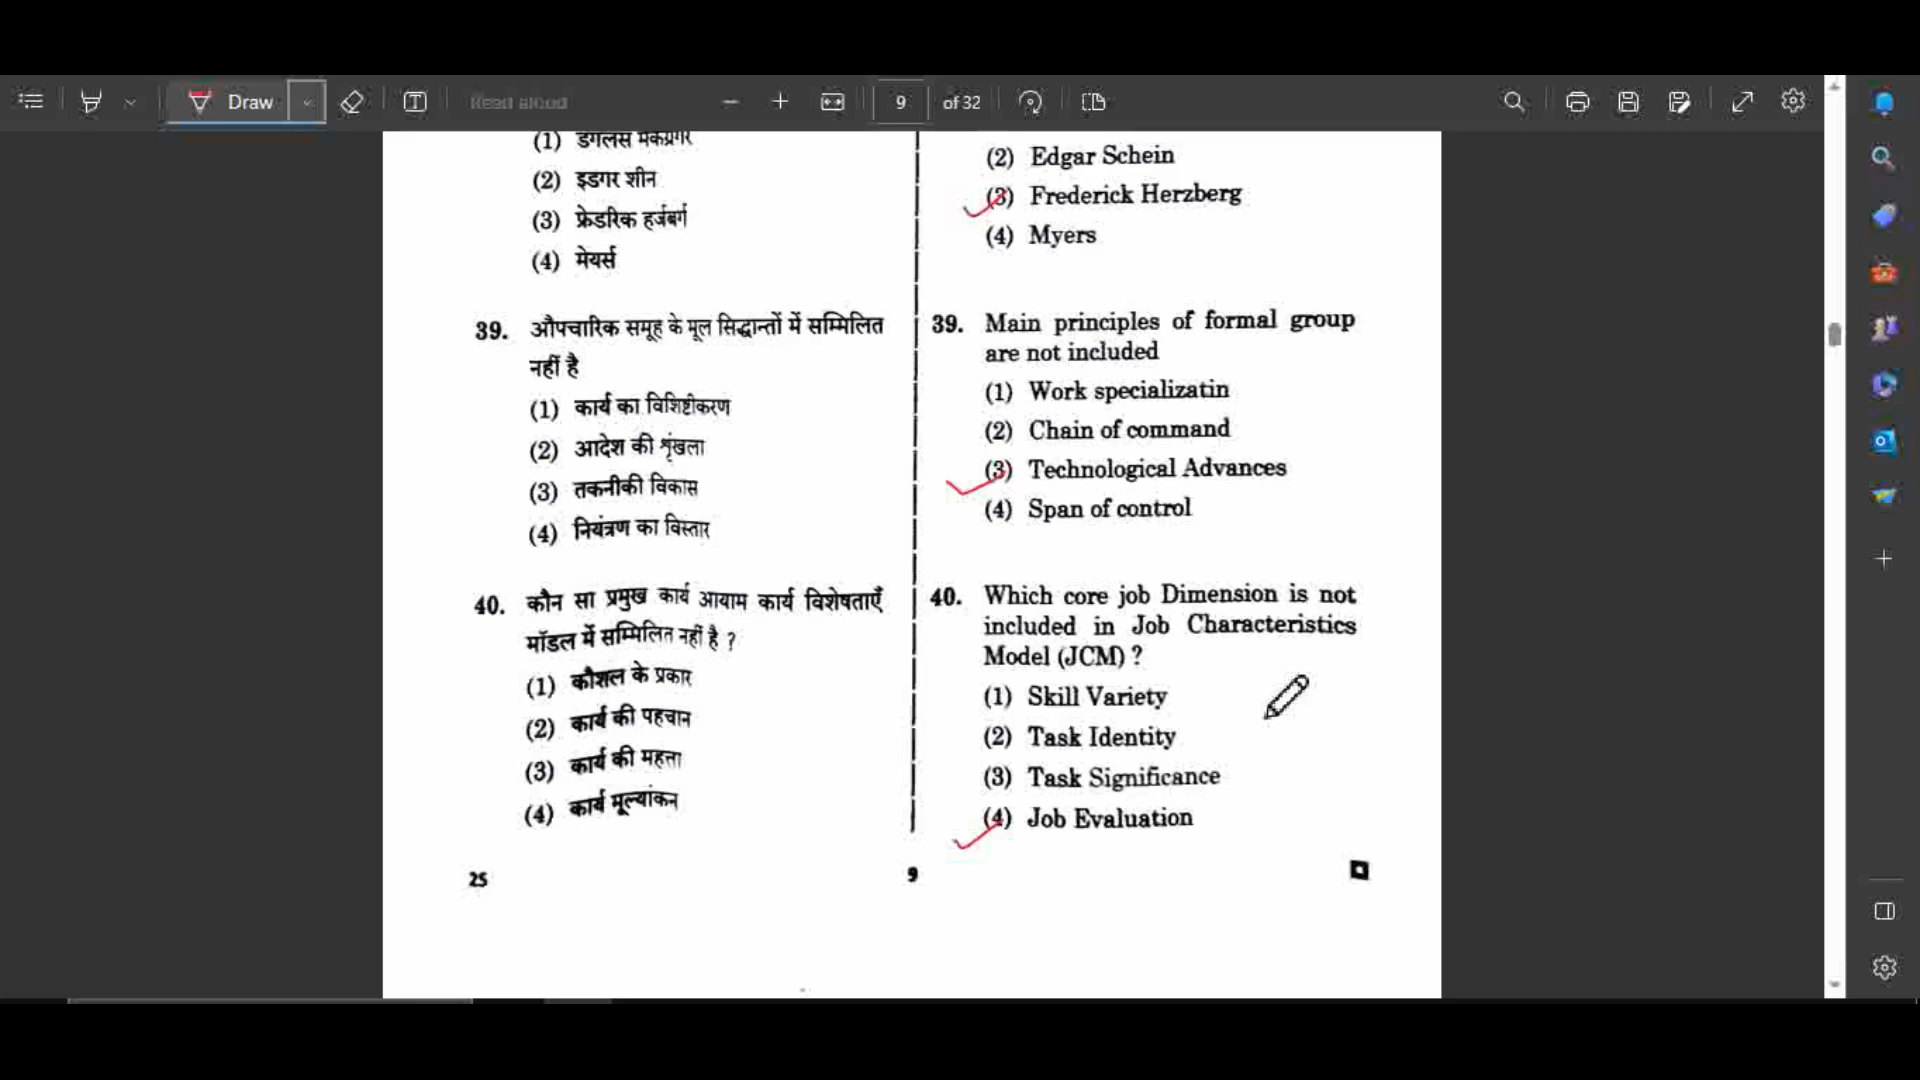 Draw
Read aloud
9 of 32
(1) डगलस मैकग्रेगर
(2) इडगर शीन
(3) फ्रेडरिक हर्जबर्ग
(4) मेयर्स
39. औपचारिक समूह के मूल सिद्धान्तों में सम्मिलित
नहीं है
(1) कार्य का विशिष्टीकरण
(2) आदेश की शृंखला
(3) तकनीकी विकास
(4) नियंत्रण का विस्तार
40. कौन सा प्रमुख कार्य आयाम कार्य विशेषताएँ
मॉडल में सम्मिलित नहीं है ?
(1) कौशल के प्रकार
(2) कार्य की पहचान
(3) कार्य की महत्ता
(4) कार्य मूल्यांकन
25
(2) Edgar Schein
(3) Frederick Herzberg
(4) Myers
39. Main principles of formal group
are not included
(1) Work specializatin
(2) Chain of command
(3) Technological Advances
(4) Span of control
40. Which core job Dimension is not
included in Job Characteristics
Model (JCM) ?
(1) Skill Variety
(2) Task Identity
(3) Task Significance
(4) Job Evaluation
9